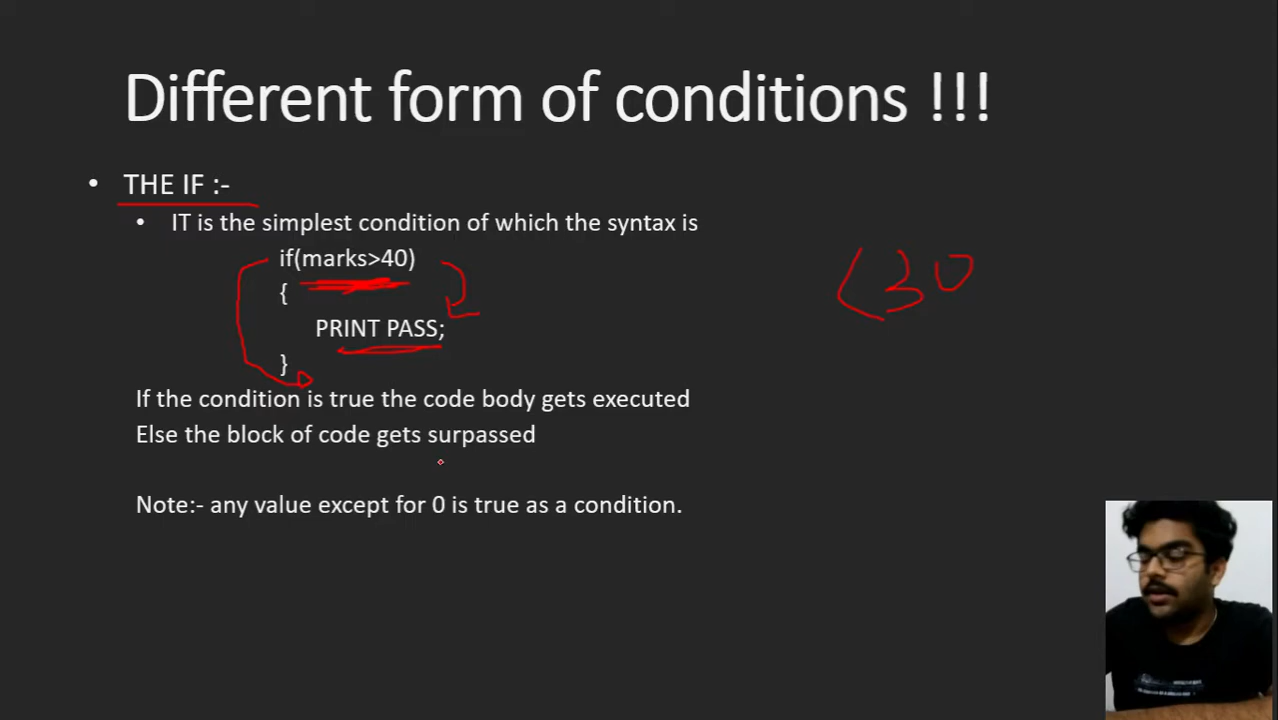 Different form of conditions !!!
• THE IF :-
• IT is the simplest condition of which the syntax is
if(marks>40)
{
PRINT PASS;
}
<30
If the condition is true the code body gets executed
Else the block of code gets surpassed
Note:- any value except for 0 is true as a condition.